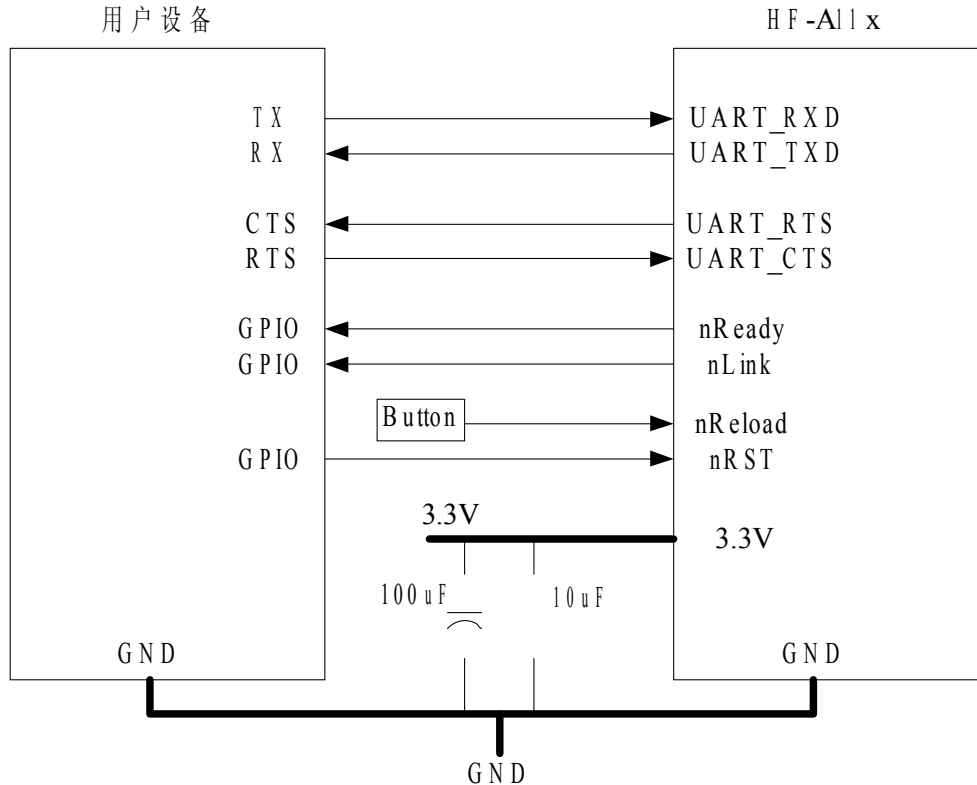 用户设备 HF-A11x
TX UART_RXD
RX UART_TXD
CTS UART_RTS
RTS UART_CTS
GPIO nReady
GPIO nLink
Button nReload
GPIO nRST
3.3V 3.3V
100uF 10uF
GND GND
GND